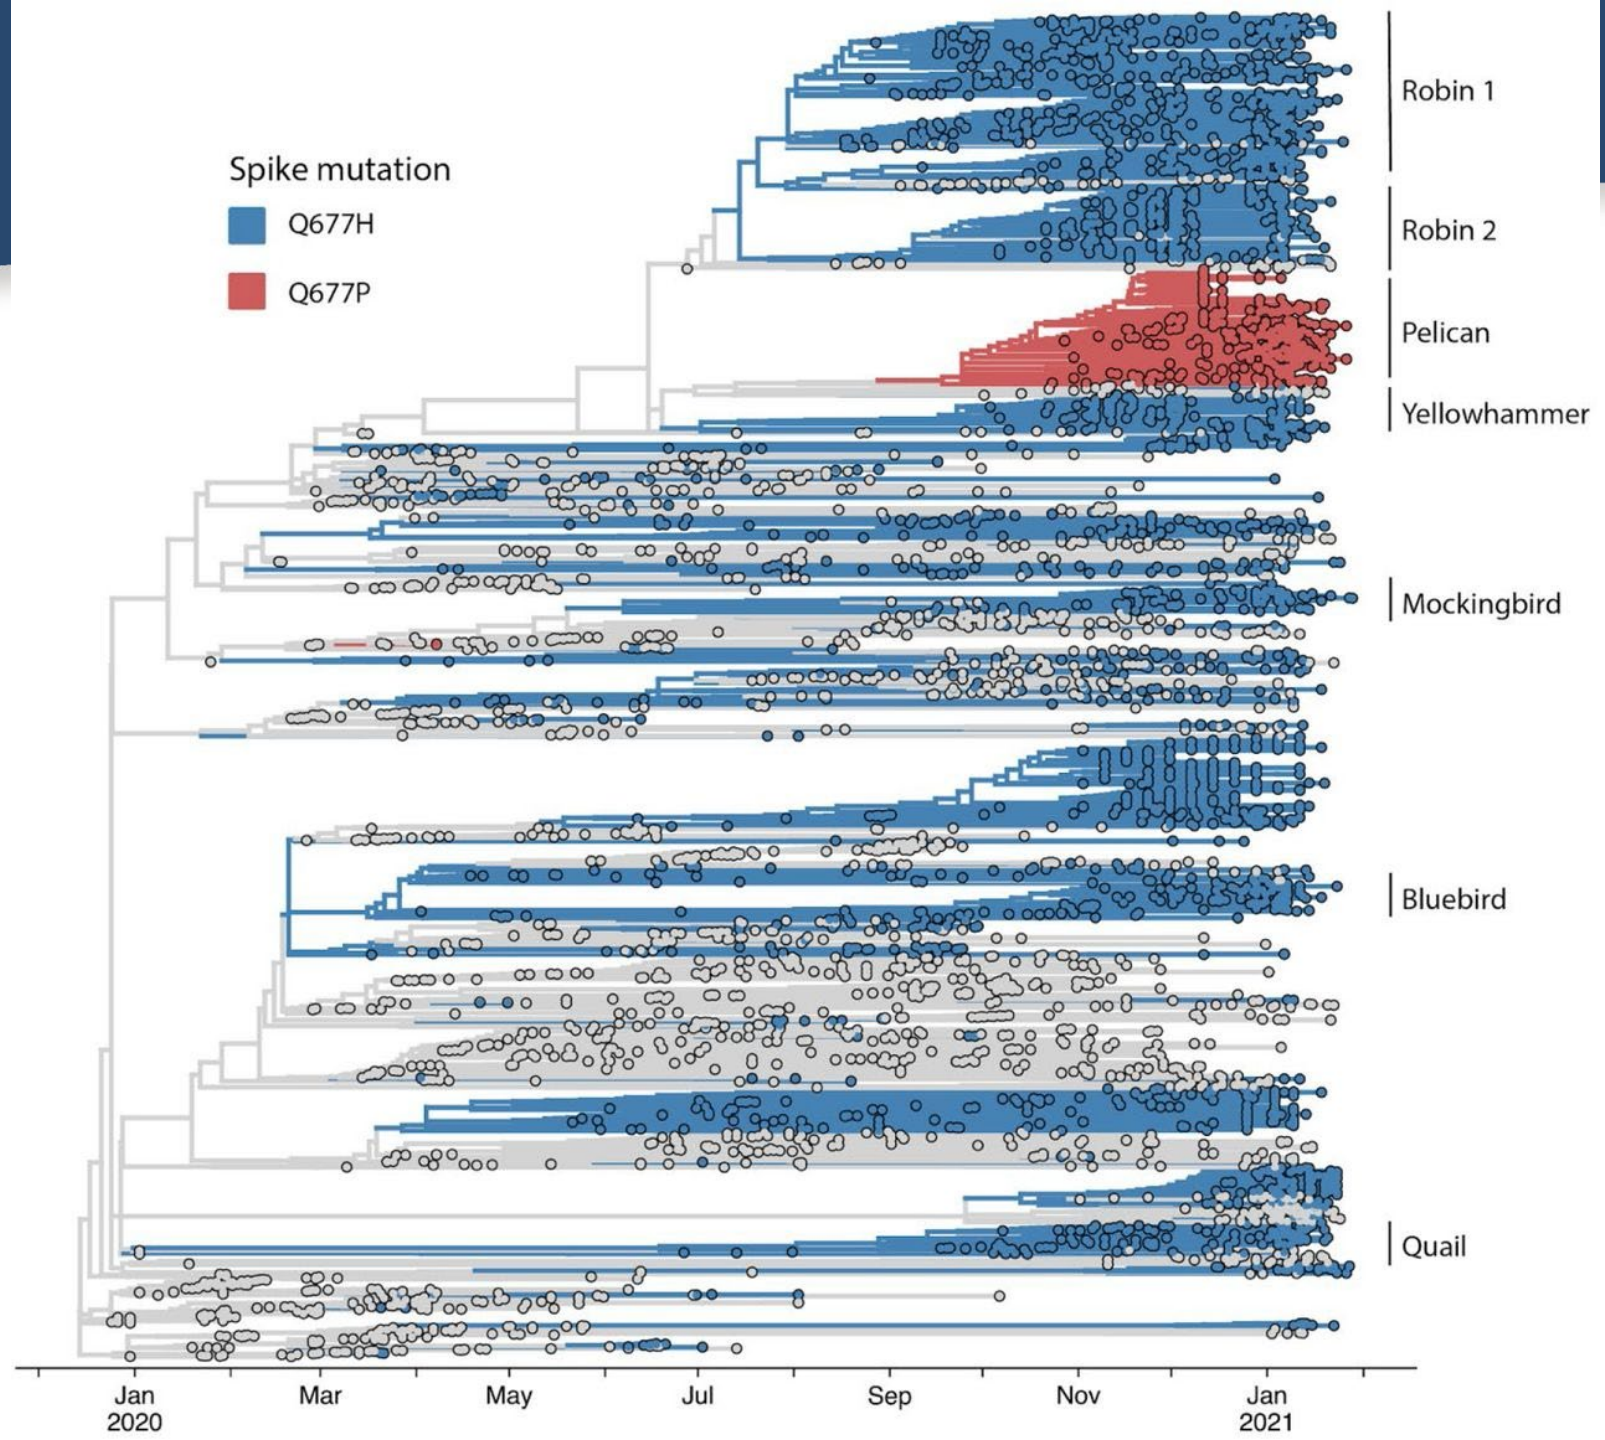 Spike mutation
Q677H
Q677P
Robin 1
Robin 2
Pelican
Yellowhammer
Mockingbird
Bluebird
Quail
Jan Mar May Jul Sep Nov Jan
2020 2021